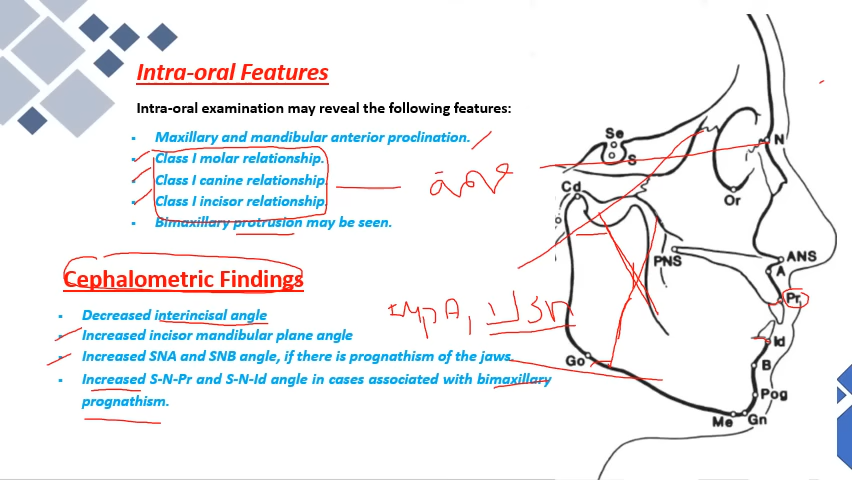 Intra-oral Features
Intra-oral examination may reveal the following features:
▪ Maxillary and mandibular anterior proclination.
▪ Class I molar relationship.
▪ Class I canine relationship.
▪ Class I incisor relationship.
▪ Bimaxillary protrusion may be seen.
Cephalometric Findings
▪ Decreased interincisal angle
▪ Increased incisor mandibular plane angle
▪ Increased SNA and SNB angle, if there is prognathism of the jaws.
▪ Increased S-N-Pr and S-N-Id angle in cases associated with bimaxillary
prognathism.
Se
S
N
Cd
Or
PNS
ANS
A
Pr
Id
Go
B
Pog
Me
Gn